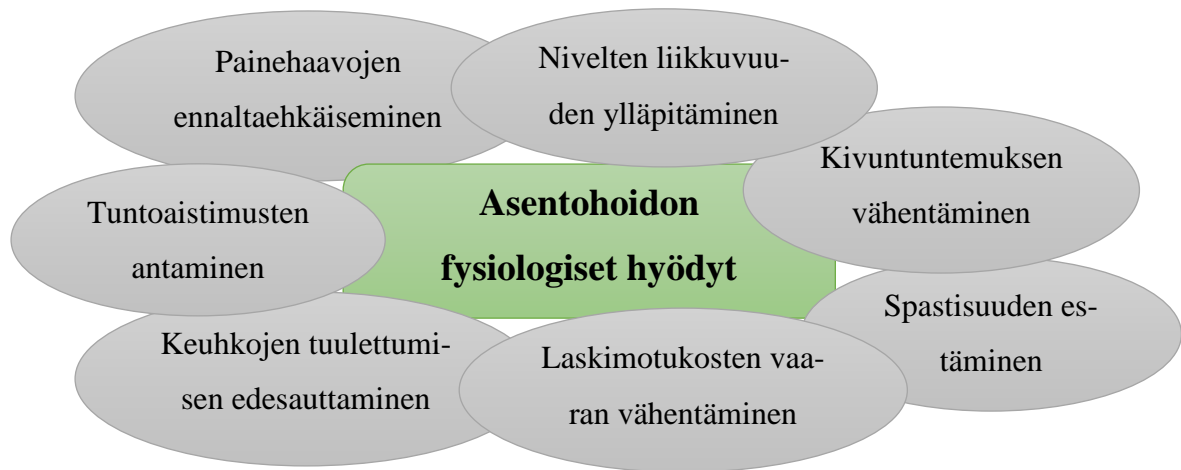 Painehaavojen
ennaltaehkäiseminen
Nivelten liikkuvuu-
den ylläpitäminen
Kivuntuntemuksen
vähentäminen
Tuntoaistimusten
antaminen
Asentohoidon
fysiologiset hyödyt
Spastisuuden es-
täminen
Keuhkojen tuulettumi-
sen edesauttaminen
Laskimotukosten vaa-
ran vähentäminen